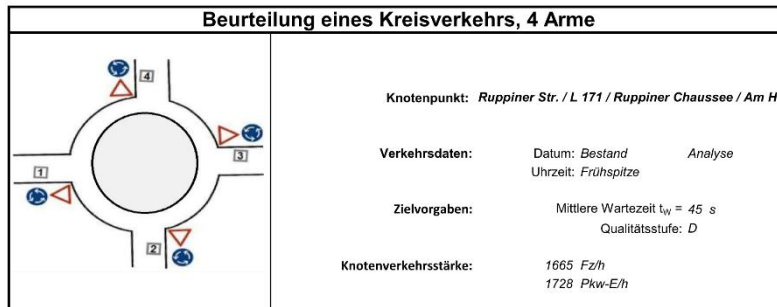 Beurteilung eines Kreisverkehrs, 4 Arme
4
3
1
2
Knotenpunkt: Ruppiner Str. / L 171 / Ruppiner Chaussee / Am H
Verkehrsdaten: Datum: Bestand Analyse
Uhrzeit: Frühspitze
Zielvorgaben: Mittlere Wartezeit tW = 45 s
Qualitätsstufe: D
Knotenverkehrsstärke: 1665 Fz/h
1728 Pkw-E/h